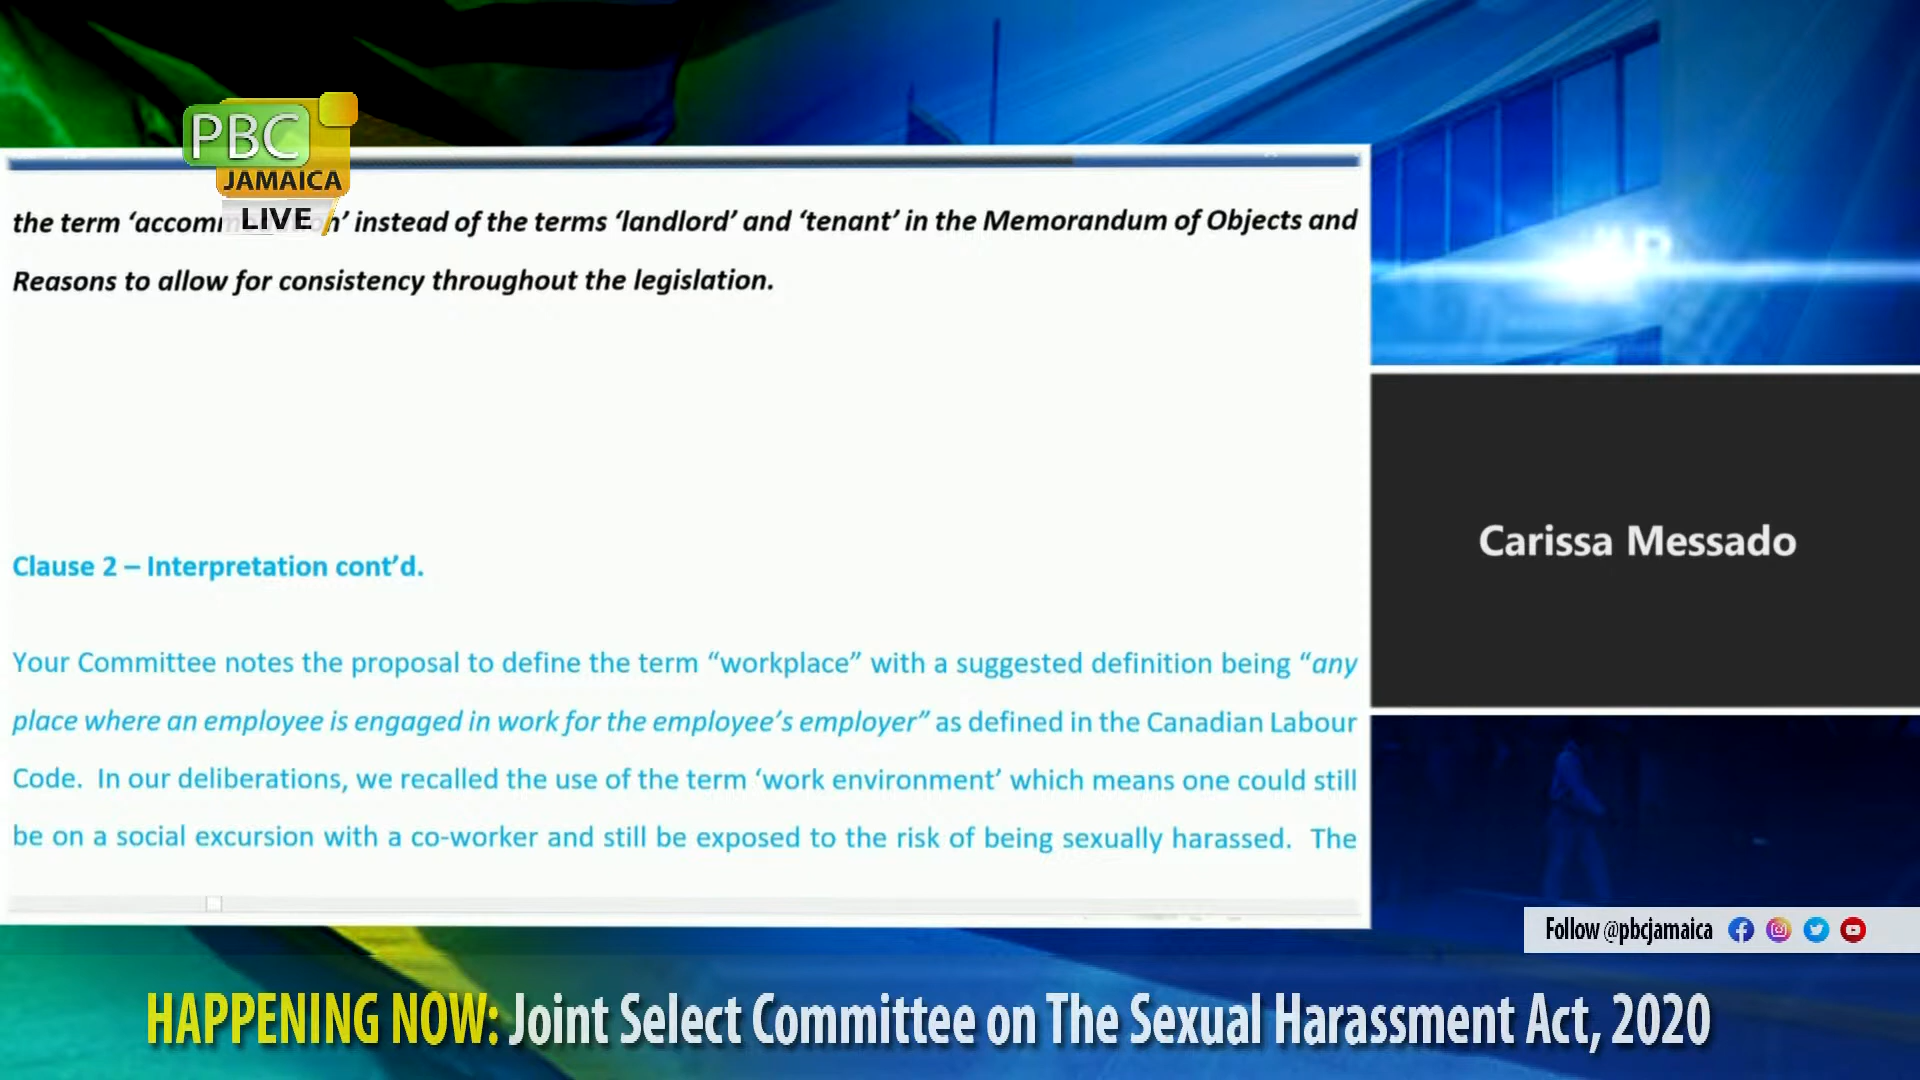 PBC
JAMAICA
LIVE
the term ‘accom instead of the terms ‘landlord’ and ‘tenant’ in the Memorandum of Objects and
Reasons to allow for consistency throughout the legislation.
Clause 2 – Interpretation cont’d.
Your Committee notes the proposal to define the term “workplace” with a suggested definition being “any
place where an employee is engaged in work for the employee’s employer” as defined in the Canadian Labour
Code. In our deliberations, we recalled the use of the term ‘work environment’ which means one could still
be on a social excursion with a co-worker and still be exposed to the risk of being sexually harassed. The
Carissa Messado
Follow @pbcjamaica
HAPPENING NOW: Joint Select Committee on The Sexual Harassment Act, 2020